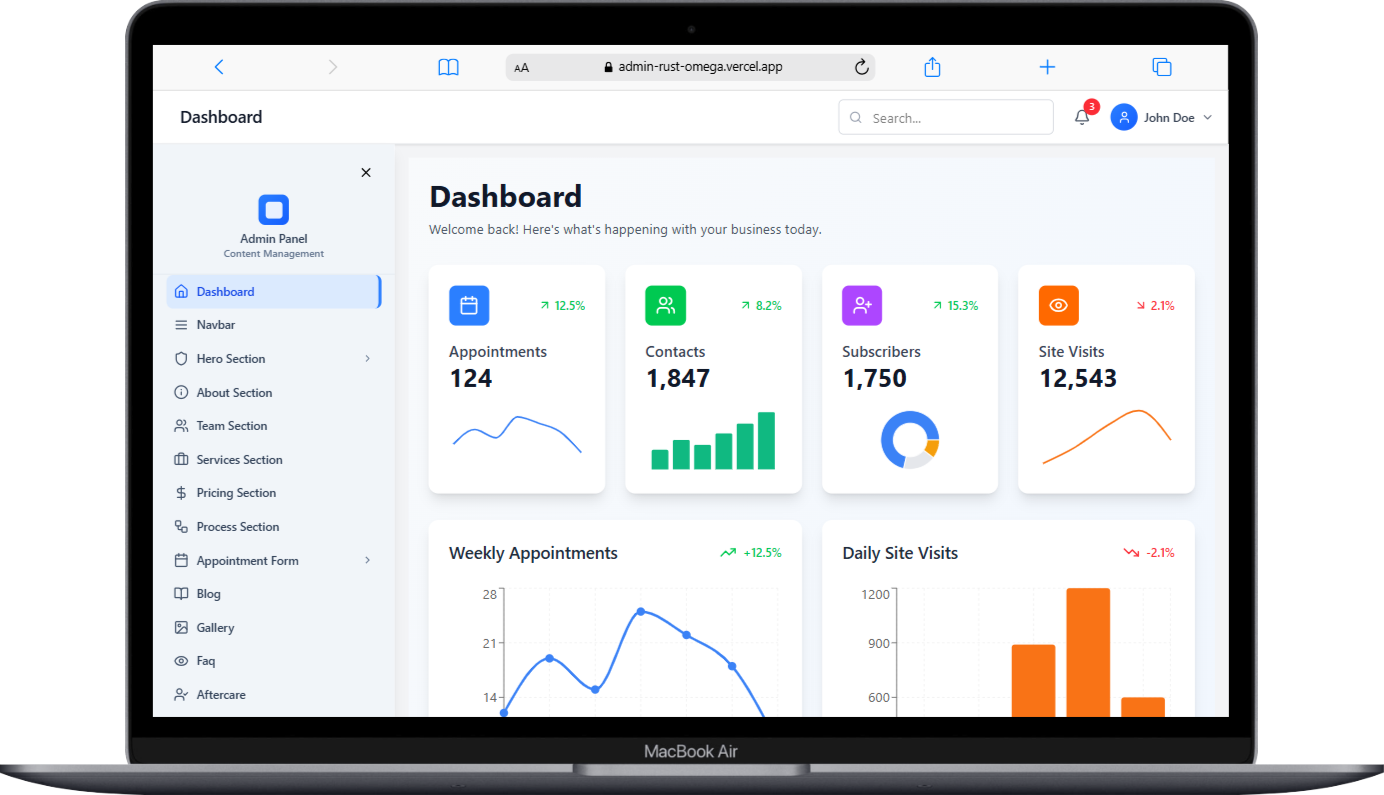 AA admin-rust-omega.vercel.app
Dashboard
Search...
3
John Doe
Admin Panel
Content Management
Dashboard
Navbar
Hero Section
About Section
Team Section
Services Section
Pricing Section
Process Section
Appointment Form
Blog
Gallery
Faq
Aftercare
Dashboard
Welcome back! Here's what's happening with your business today.
12.5%
Appointments
124
8.2%
Contacts
1,847
15.3%
Subscribers
1,750
2.1%
Site Visits
12,543
Weekly Appointments
+12.5%
28
21
14
Daily Site Visits
-2.1%
1200
900
600
MacBook Air